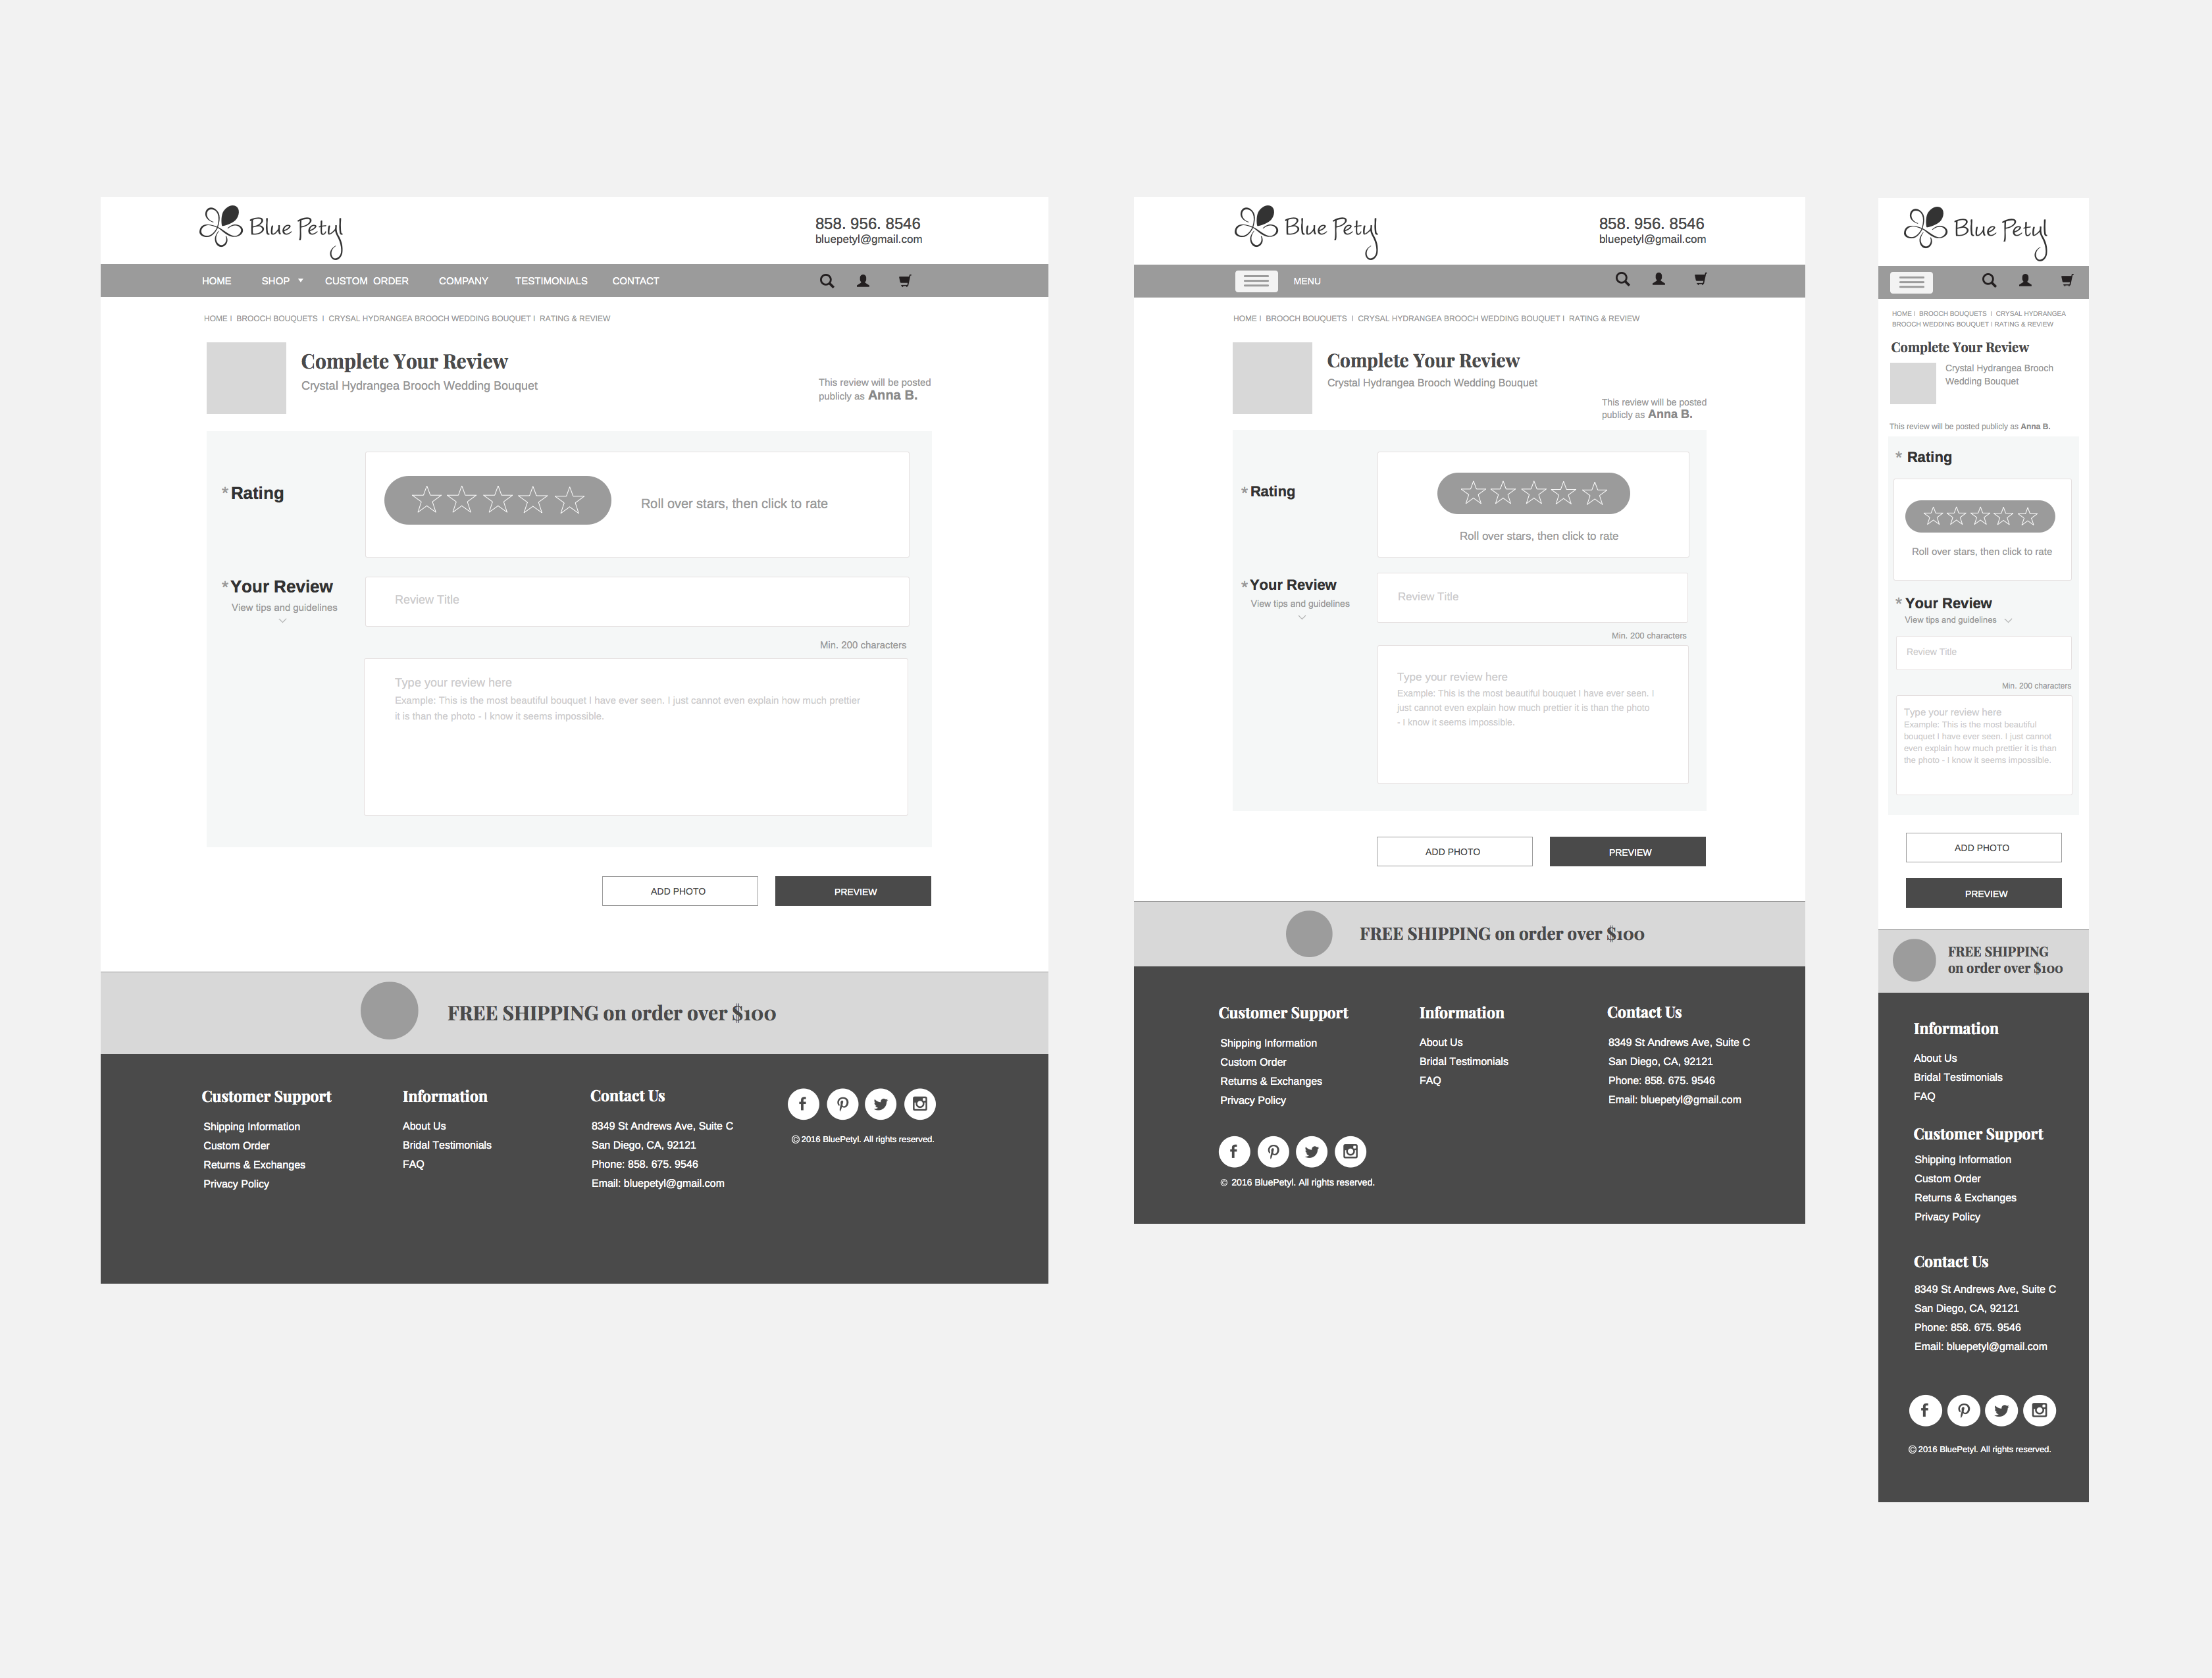 Blue Petyl
858. 956. 8546
bluepetyl@gmail.com
HOME SHOP CUSTOM ORDER COMPANY TESTIMONIALS CONTACT
HOME I BROOCH BOUQUETS I CRYSAL HYDRANGEA BROOCH WEDDING BOUQUET I RATING & REVIEW
Complete Your Review
Crystal Hydrangea Brooch Wedding Bouquet
This review will be posted
publicly as Anna B.
* Rating
Roll over stars, then click to rate
* Your Review
View tips and guidelines
Review Title
Min. 200 characters
Type your review here
Example: This is the most beautiful bouquet I have ever seen. I just cannot even explain how much prettier
it is than the photo - I know it seems impossible.
ADD PHOTO
PREVIEW
FREE SHIPPING on order over $100
Customer Support
Shipping Information
Custom Order
Returns & Exchanges
Privacy Policy
Information
About Us
Bridal Testimonials
FAQ
Contact Us
8349 St Andrews Ave, Suite C
San Diego, CA, 92121
Phone: 858. 675. 9546
Email: bluepetyl@gmail.com
© 2016 BluePetyl. All rights reserved.
Blue Petyl
858. 956. 8546
bluepetyl@gmail.com
MENU
HOME I BROOCH BOUQUETS I CRYSAL HYDRANGEA BROOCH WEDDING BOUQUET I RATING & REVIEW
Complete Your Review
Crystal Hydrangea Brooch Wedding Bouquet
This review will be posted
publicly as Anna B.
* Rating
Roll over stars, then click to rate
* Your Review
View tips and guidelines
Review Title
Min. 200 characters
Type your review here
Example: This is the most beautiful bouquet I have ever seen. I
just cannot even explain how much prettier it is than the photo
- I know it seems impossible.
ADD PHOTO
PREVIEW
FREE SHIPPING on order over $100
Customer Support
Shipping Information
Custom Order
Returns & Exchanges
Privacy Policy
Information
About Us
Bridal Testimonials
FAQ
Contact Us
8349 St Andrews Ave, Suite C
San Diego, CA, 92121
Phone: 858. 675. 9546
Email: bluepetyl@gmail.com
© 2016 BluePetyl. All rights reserved.
Blue Petyl
HOME I BROOCH BOUQUETS I CRYSAL HYDRANGEA
BROOCH WEDDING BOUQUET I RATING & REVIEW
Complete Your Review
Crystal Hydrangea Brooch
Wedding Bouquet
This review will be posted publicly as Anna B.
* Rating
Roll over stars, then click to rate
* Your Review
View tips and guidelines
Review Title
Min. 200 characters
Type your review here
Example: This is the most beautiful
bouquet I have ever seen. I just cannot
even explain how much prettier it is than
the photo - I know it seems impossible.
ADD PHOTO
PREVIEW
FREE SHIPPING
on order over $100
Information
About Us
Bridal Testimonials
FAQ
Customer Support
Shipping Information
Custom Order
Returns & Exchanges
Privacy Policy
Contact Us
8349 St Andrews Ave, Suite C
San Diego, CA, 92121
Phone: 858. 675. 9546
Email: bluepetyl@gmail.com
© 2016 BluePetyl. All rights reserved.